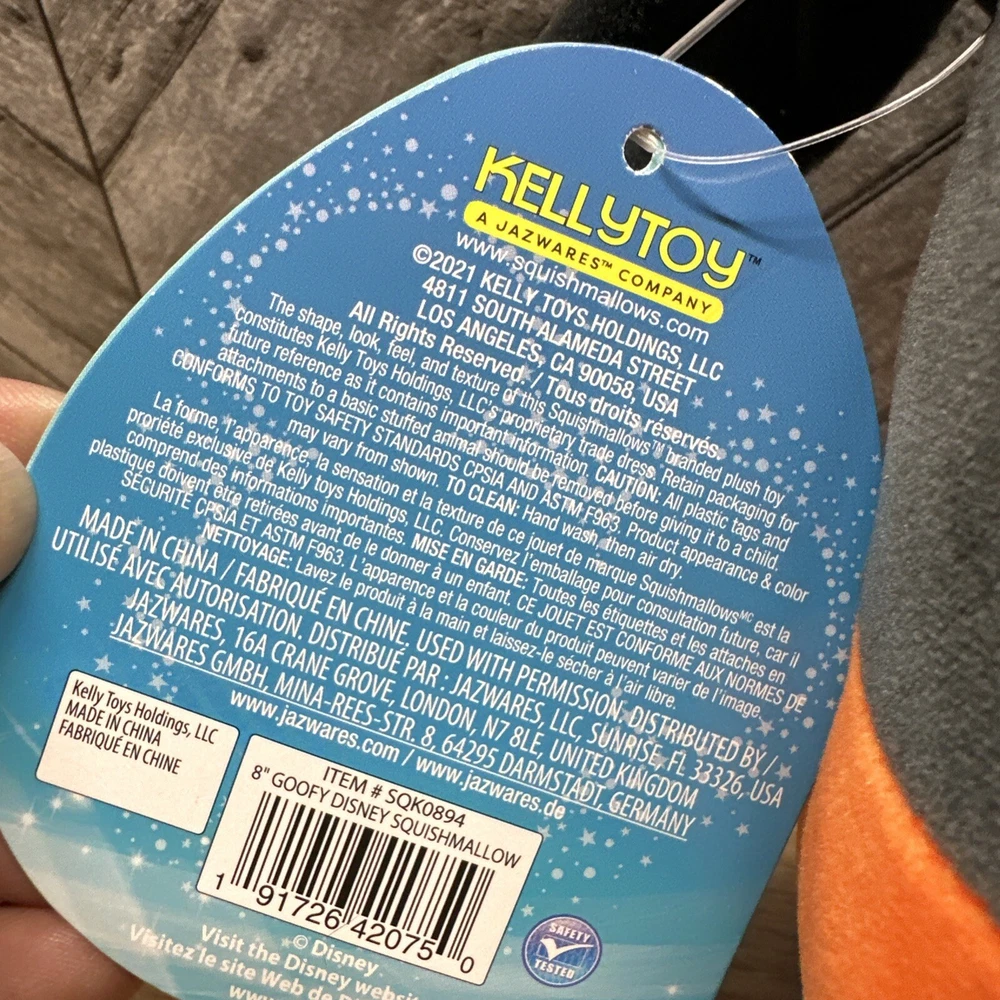 KELLYTOY™
A JAZWARES™ COMPANY
www.squishmallows.com
©2021 KELLY TOYS HOLDINGS, LLC
4811 SOUTH ALAMEDA STREET
LOS ANGELES, CA 90058, USA
All Rights Reserved. / Tous droits réservés.
The shape, look, feel, and texture of this Squishmallows™ branded plush toy
constitutes Kelly Toys Holdings, LLC's proprietary trade dress. Retain packaging for
future reference as it contains important information. CAUTION: All plastic tags and
attachments to a basic stuffed animal should be removed before giving it to a child.
CONFORMS TO TOY SAFETY STANDARDS CPSIA AND ASTM F963. Product appearance & color
may vary from shown. TO CLEAN: Hand wash, then air dry.
La forme, l'apparence, la sensation et la texture de ce jouet de marque Squishmallowsᴹᶜ est la
propriété exclusive de Kelly toys Holdings, LLC. Conservez l'emballage pour consultation future, car il
comprend des informations importantes. MISE EN GARDE: Toutes les étiquettes et les attaches en
plastique doivent être retirées avant de le donner à un enfant. CE JOUET EST CONFORME AUX NORMES DE
SÉCURITÉ CPSIA ET ASTM F963. L'apparence et la couleur du produit peuvent varier de l'image.
NETTOYAGE: Lavez le produit à la main et laissez-le sécher à l'air libre.
MADE IN CHINA / FABRIQUÉ EN CHINE. USED WITH PERMISSION. DISTRIBUTED BY /
UTILISÉ AVEC AUTORISATION. DISTRIBUÉ PAR : JAZWARES, LLC, SUNRISE, FL 33326, USA
JAZWARES, 16A CRANE GROVE, LONDON, N7 8LE, UNITED KINGDOM
JAZWARES GMBH, MINA-REES-STR. 8, 64295 DARMSTADT, GERMANY
www.jazwares.com / www.jazwares.de
Kelly Toys Holdings, LLC
MADE IN CHINA
FABRIQUÉ EN CHINE
ITEM # SQK0894
8" GOOFY DISNEY SQUISHMALLOW
1 91726 42075 0
SAFETY
TESTED
© Disney
Visit the Disney
Visitez le site Web de